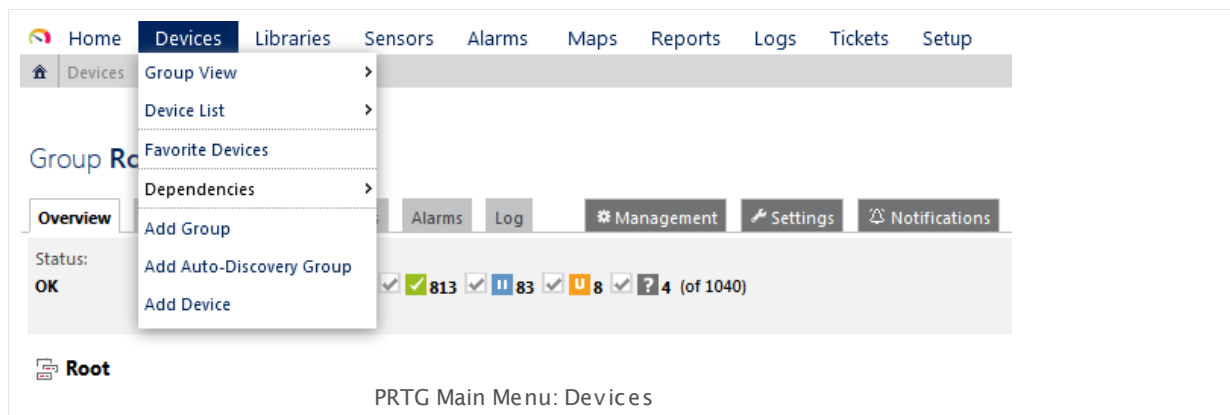 Home Devices Libraries Sensors Alarms Maps Reports Logs Tickets Setup
Devices Group View
Device List
Favorite Devices
Group
Dependencies
Overview Alarms Log Management Settings Notifications
Add Group
Status:
Add Auto-Discovery Group
OK 813 83 U 8 ? 4 (of 1040)
Add Device
Root
PRTG Main Menu: Devices